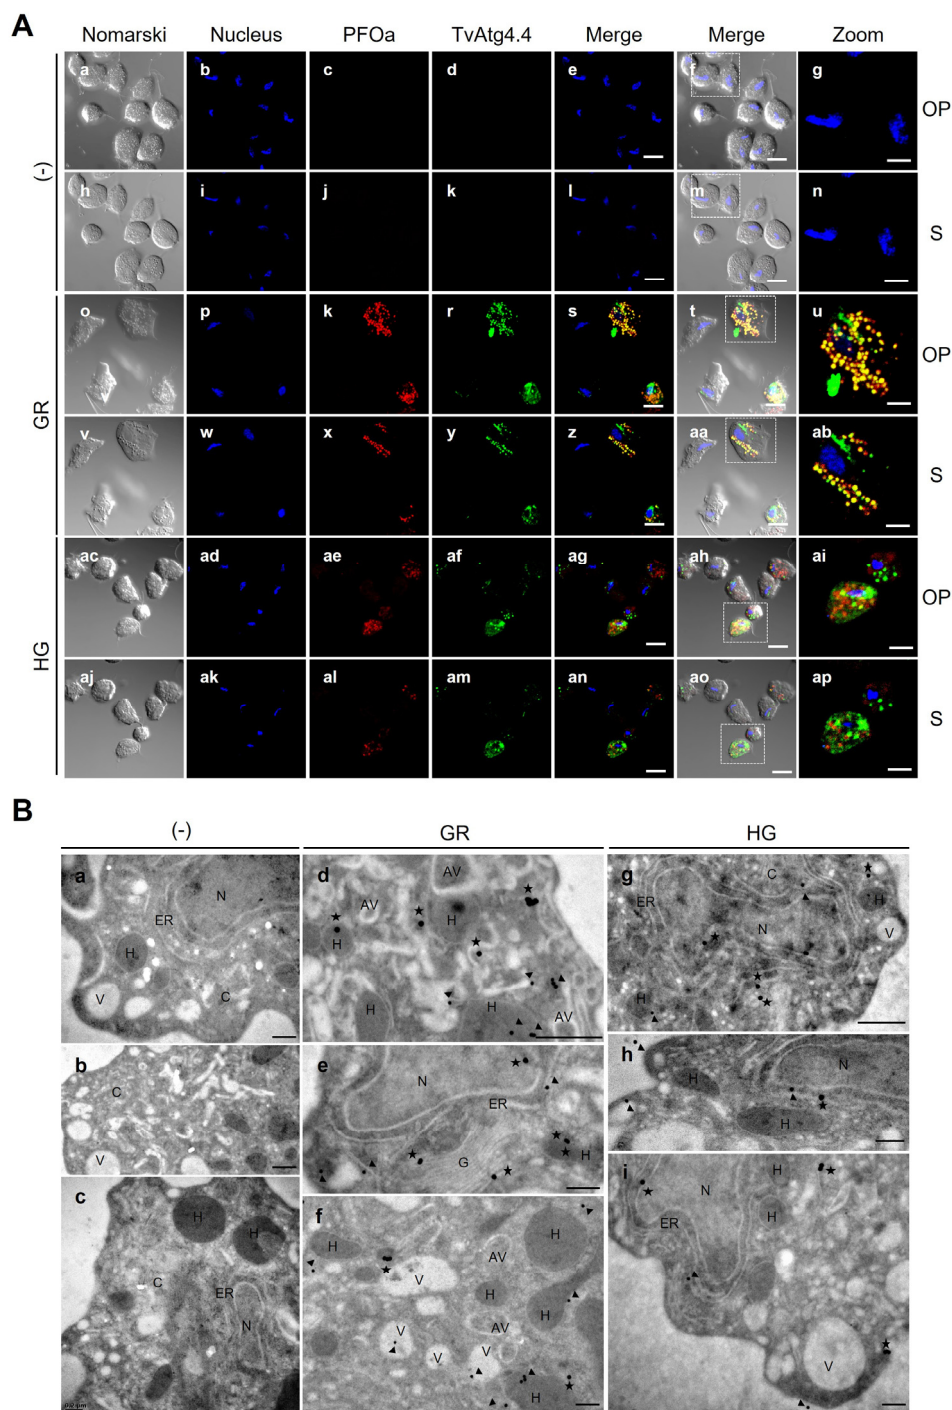 A
Nomarski Nucleus PFOa TvAtg4.4 Merge Merge Zoom
(-)
a b c d e f g OP
h i j k l m n S
GR
o p k r s t u OP
v w x y z aa ab S
HG
ac ad ae af ag ah ai OP
aj ak al am an ao ap S
B
(-) GR HG
a N ER H V C
b C V
c H H C ER N
d AV AV H H H H AV
e N ER G H
f H AV H V H AV V V V H
g C ER N H V H
h N H H
i H N H ER V